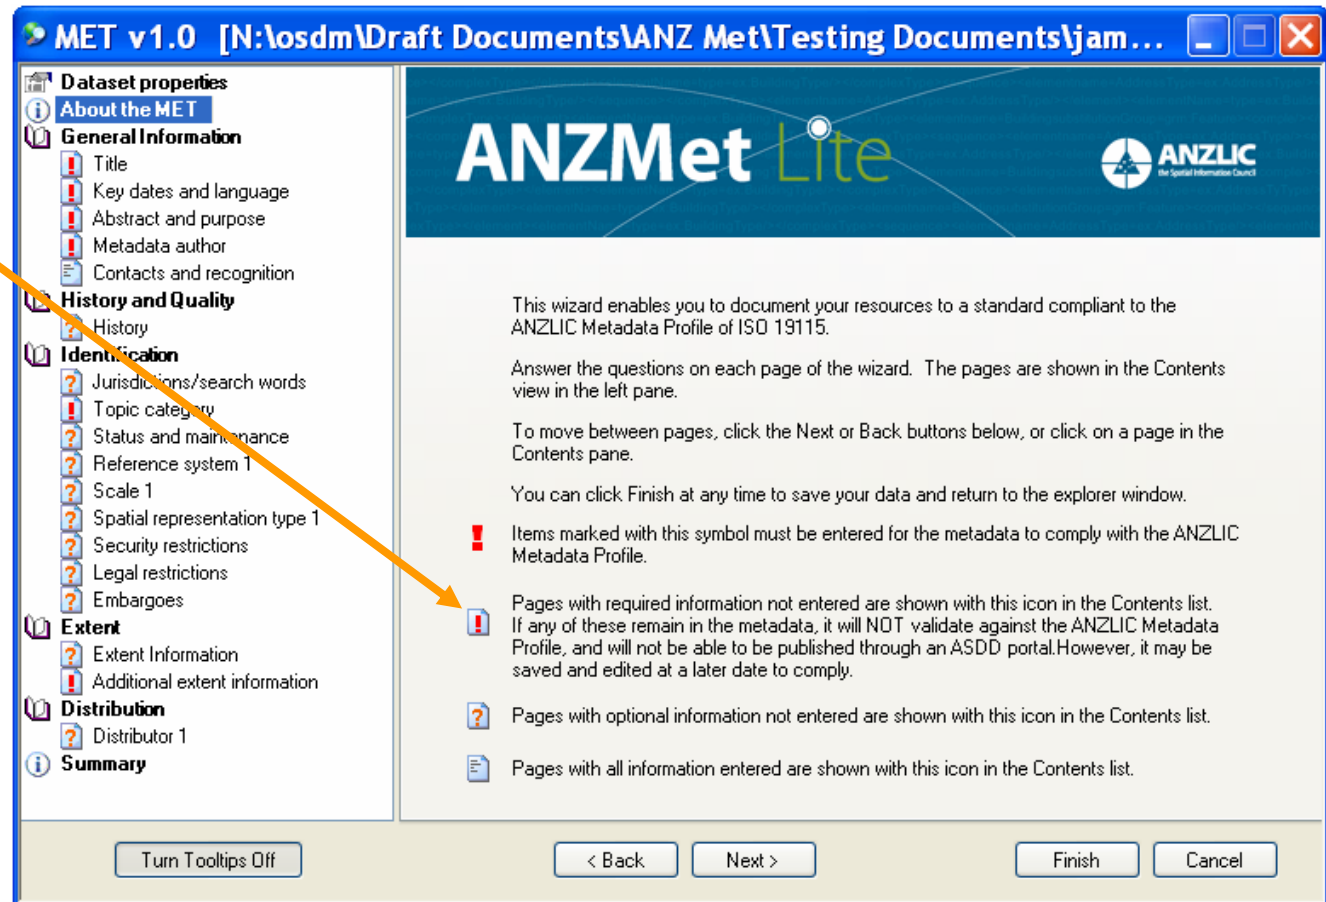 MET v1.0 [N:\osdm\Draft Documents\ANZ Met\Testing Documents\jam...
Dataset properties
About the MET
General Information
Title
Key dates and language
Abstract and purpose
Metadata author
Contacts and recognition
History and Quality
History
Identification
Jurisdictions/search words
Topic category
Status and maintenance
Reference system 1
Scale 1
Spatial representation type 1
Security restrictions
Legal restrictions
Embargoes
Extent
Extent Information
Additional extent information
Distribution
Distributor 1
Summary
ANZMet Lite
ANZLIC
the Spatial Information Council
This wizard enables you to document your resources to a standard compliant to the
ANZLIC Metadata Profile of ISO 19115.
Answer the questions on each page of the wizard. The pages are shown in the Contents
view in the left pane.
To move between pages, click the Next or Back buttons below, or click on a page in the
Contents pane.
You can click Finish at any time to save your data and return to the explorer window.
Items marked with this symbol must be entered for the metadata to comply with the ANZLIC
Metadata Profile.
Pages with required information not entered are shown with this icon in the Contents list.
If any of these remain in the metadata, it will NOT validate against the ANZLIC Metadata
Profile, and will not be able to be published through an ASDD portal.However, it may be
saved and edited at a later date to comply.
Pages with optional information not entered are shown with this icon in the Contents list.
Pages with all information entered are shown with this icon in the Contents list.
Turn Tooltips Off
< Back
Next >
Finish
Cancel